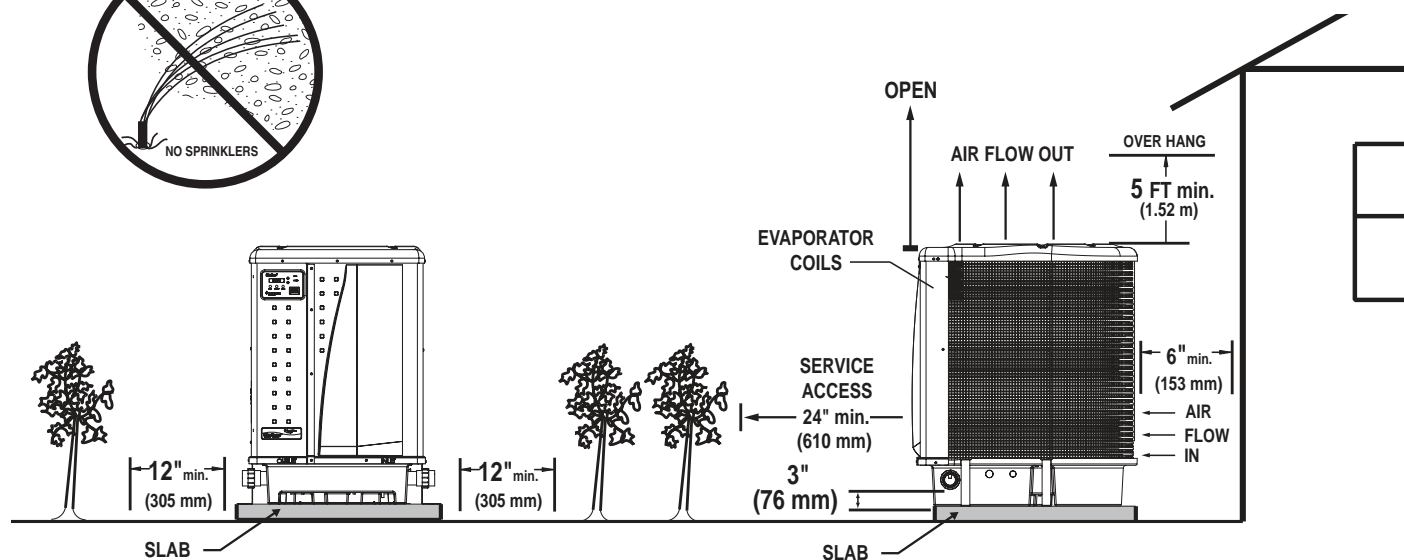 NO SPRINKLERS
OPEN
AIR FLOW OUT
OVER HANG
5 FT min.
(1.52 m)
EVAPORATOR
COILS
SERVICE
ACCESS
24" min.
(610 mm)
6" min.
(153 mm)
AIR
FLOW
IN
12" min.
(305 mm)
12" min.
(305 mm)
3"
(76 mm)
OUTLET
INLET
SLAB
SLAB